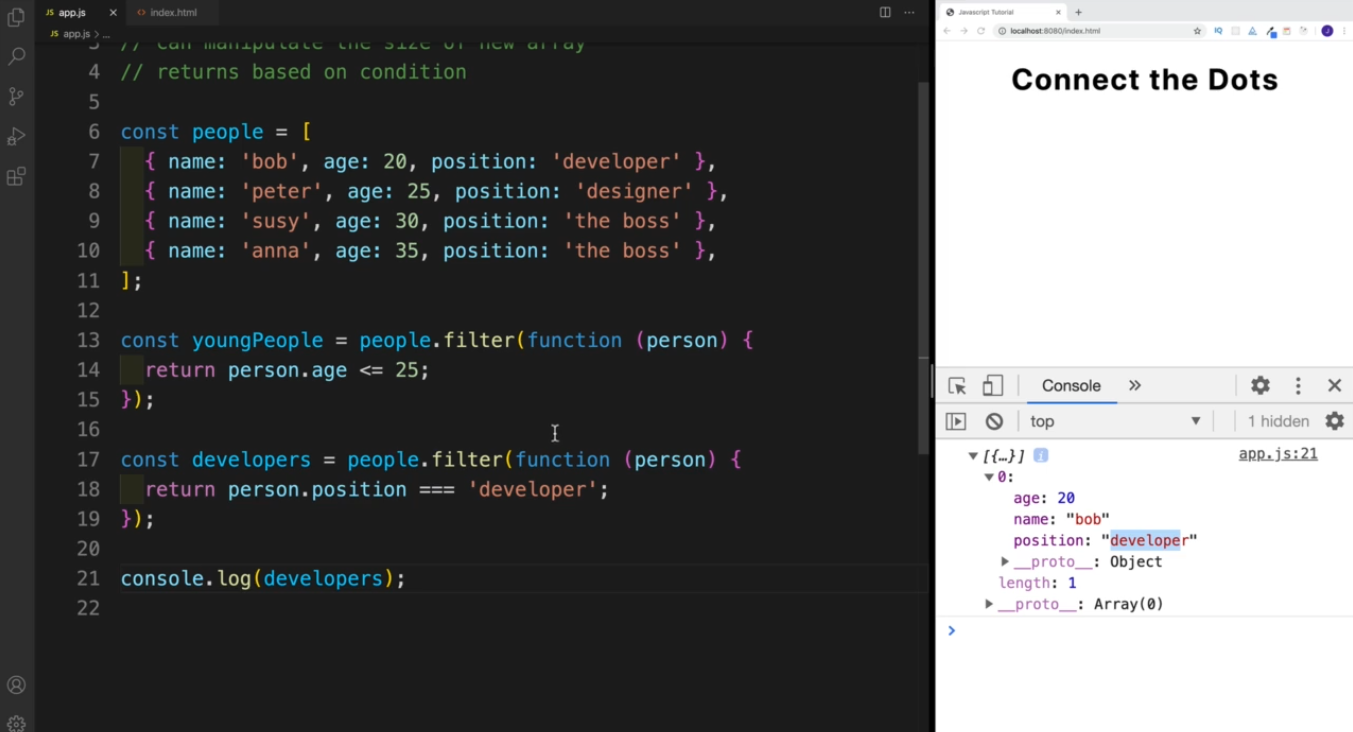 JS app.js
index.html
JS app.js > ...
3 // can manipulate the size of new array
4 // returns based on condition
5
6 const people = [
7 { name: 'bob', age: 20, position: 'developer' },
8 { name: 'peter', age: 25, position: 'designer' },
9 { name: 'susy', age: 30, position: 'the boss' },
10 { name: 'anna', age: 35, position: 'the boss' },
11 ];
12
13 const youngPeople = people.filter(function (person) {
14 return person.age <= 25;
15 });
16
17 const developers = people.filter(function (person) {
18 return person.position === 'developer';
19 });
20
21 console.log(developers);
22
Javascript Tutorial
localhost:8080/index.html
IQ
J
Connect the Dots
Console
top
1 hidden
[{…}] i
app.js:21
0:
age: 20
name: "bob"
position: "developer"
__proto__: Object
length: 1
__proto__: Array(0)